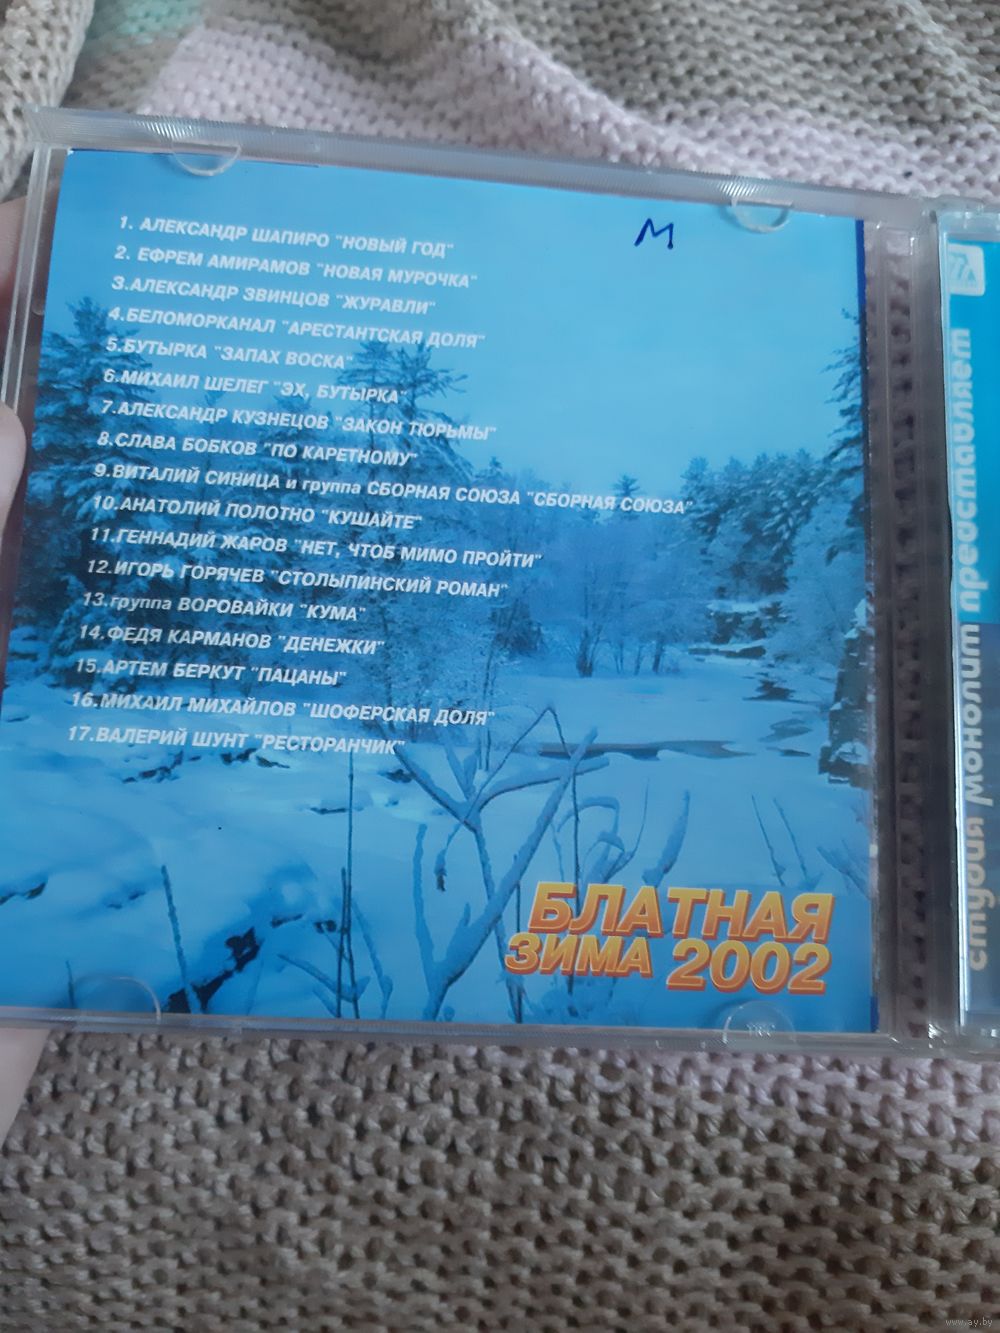 1. АЛЕКСАНДР ШАПИРО "НОВЫЙ ГОД"
2. ЕФРЕМ АМИРАМОВ "НОВАЯ МУРОЧКА"
3.АЛЕКСАНДР ЗВИНЦОВ "ЖУРАВЛИ"
4.БЕЛОМОРКАНАЛ "АРЕСТАНТСКАЯ ДОЛЯ"
5.БУТЫРКА "ЗАПАХ ВОСКА"
6.МИХАИЛ ШЕЛЕГ "ЭХ, БУТЫРКА"
7.АЛЕКСАНДР КУЗНЕЦОВ "ЗАКОН ТЮРЬМЫ"
8.СЛАВА БОБКОВ "ПО КАРЕТНОМУ"
9.ВИТАЛИЙ СИНИЦА и группа СБОРНАЯ СОЮЗА "СБОРНАЯ СОЮЗА"
10.АНАТОЛИЙ ПОЛОТНО "КУШАЙТЕ"
11.ГЕННАДИЙ ЖАРОВ "НЕТ, ЧТОБ МИМО ПРОЙТИ"
12.ИГОРЬ ГОРЯЧЕВ "СТОЛЫПИНСКИЙ РОМАН"
13.группа ВОРОВАЙКИ "КУМА"
14.ФЕДЯ КАРМАНОВ "ДЕНЕЖКИ"
15.АРТЕМ БЕРКУТ "ПАЦАНЫ"
16.МИХАИЛ МИХАЙЛОВ "ШОФЕРСКАЯ ДОЛЯ"
17.ВАЛЕРИЙ ШУНТ "РЕСТОРАНЧИК"
М
БЛАТНАЯ
ЗИМА 2002
студия монолит представляет
www.ay.by